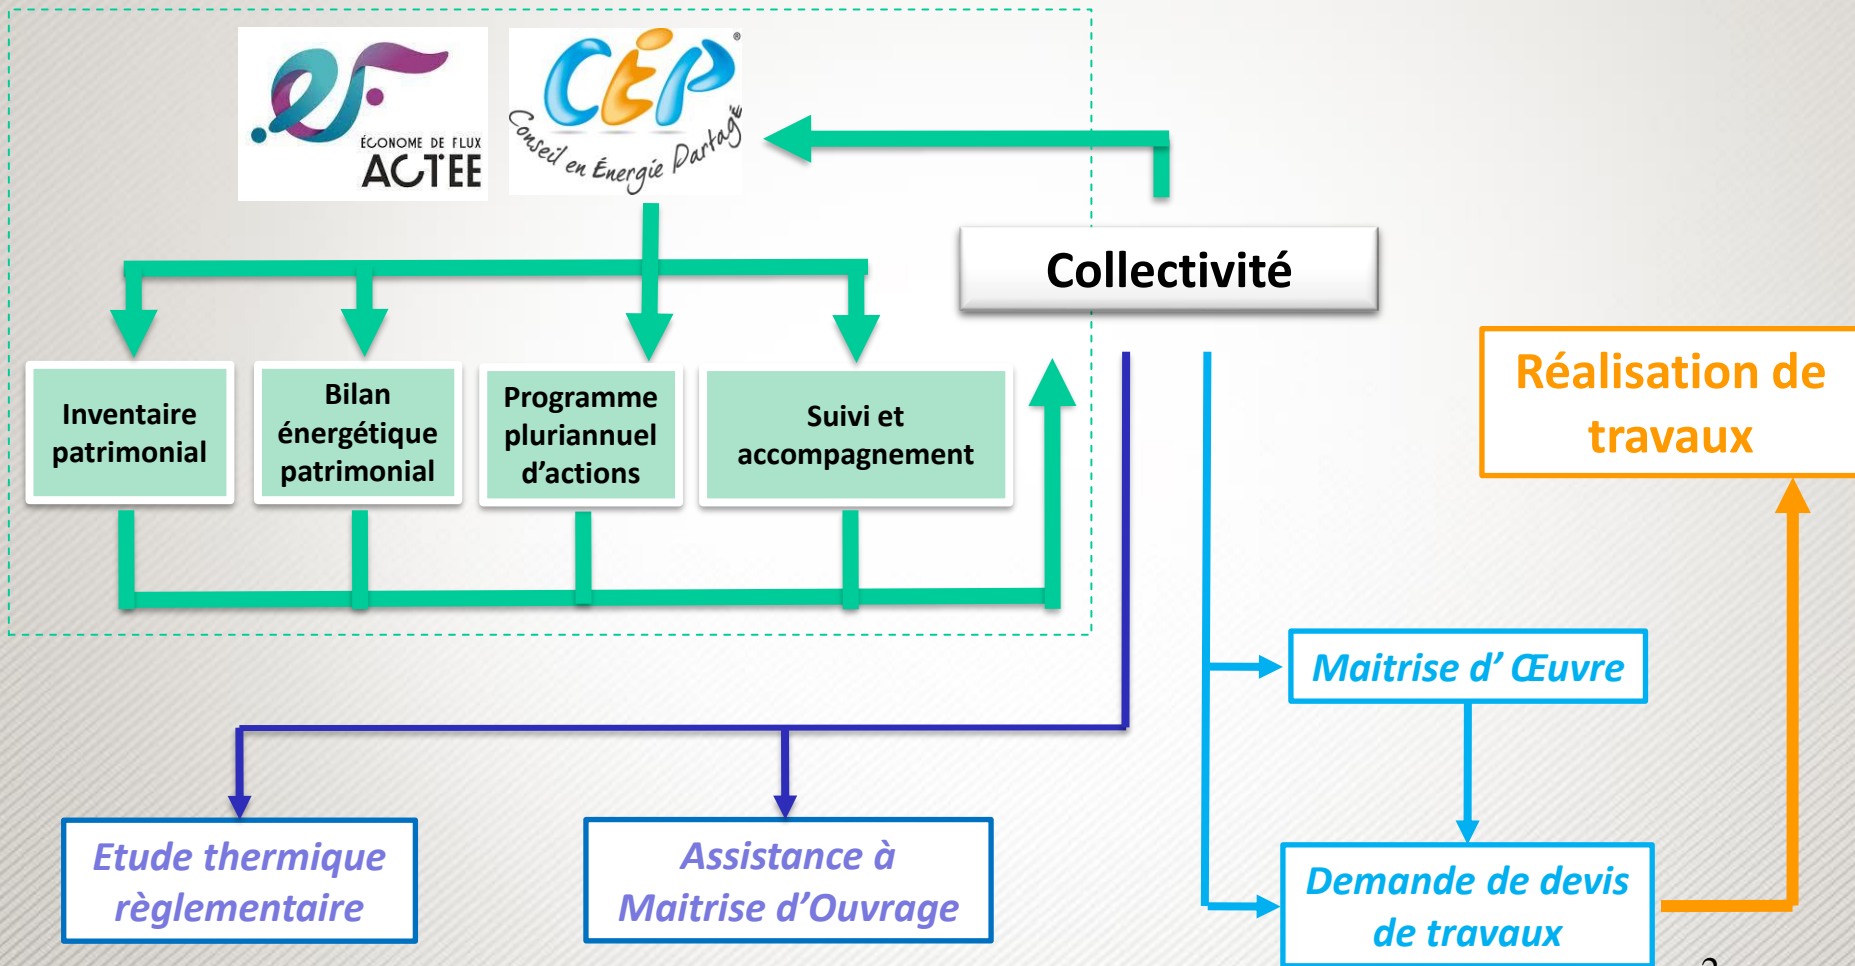 ÉCONOME DE FLUX
ACTEE
CEP®
Conseil en Énergie Partagé
Collectivité
Inventaire
patrimonial
Bilan
énergétique
patrimonial
Programme
pluriannuel
d’actions
Suivi et
accompagnement
Réalisation de
travaux
Maitrise d’ Œuvre
Etude thermique
règlementaire
Assistance à
Maitrise d’Ouvrage
Demande de devis
de travaux